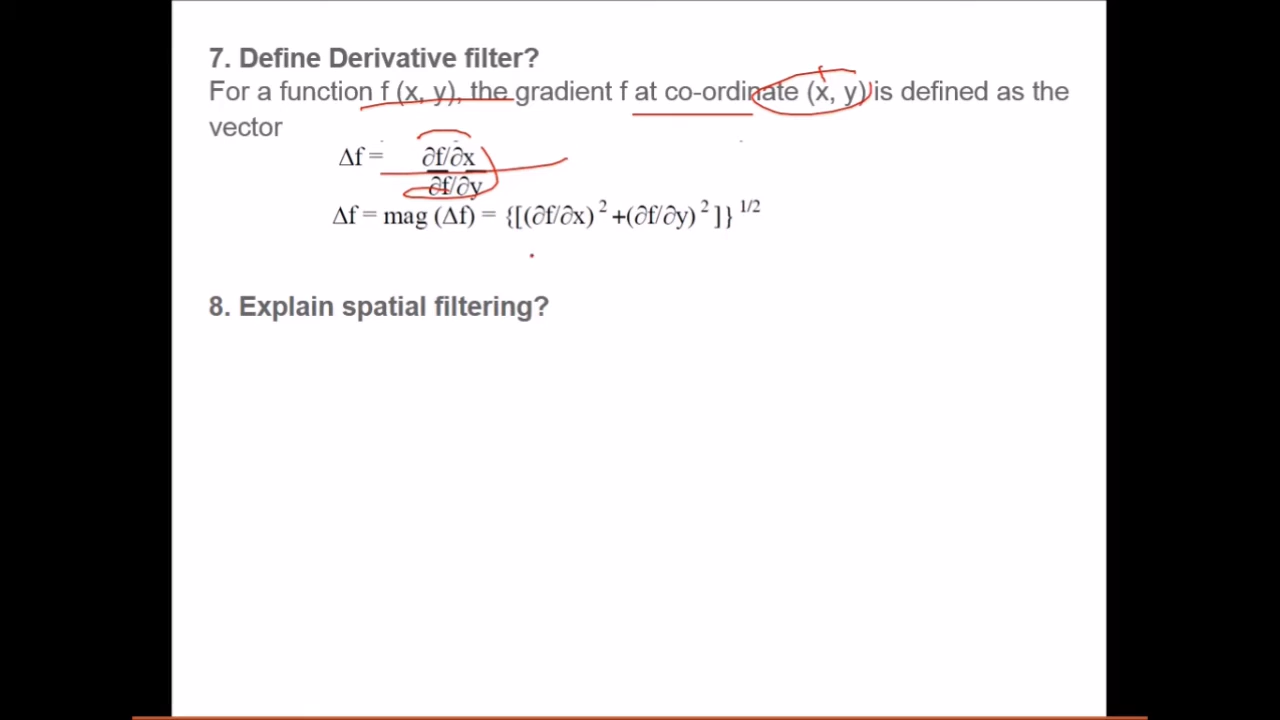 7. Define Derivative filter?
For a function f (x, y), the gradient f at co-ordinate (x, y) is defined as the
vector
Δf = ∂f/∂x
∂f/∂y
Δf = mag (Δf) = {[(∂f/∂x) 2 +(∂f/∂y) 2 ]} 1/2
8. Explain spatial filtering?